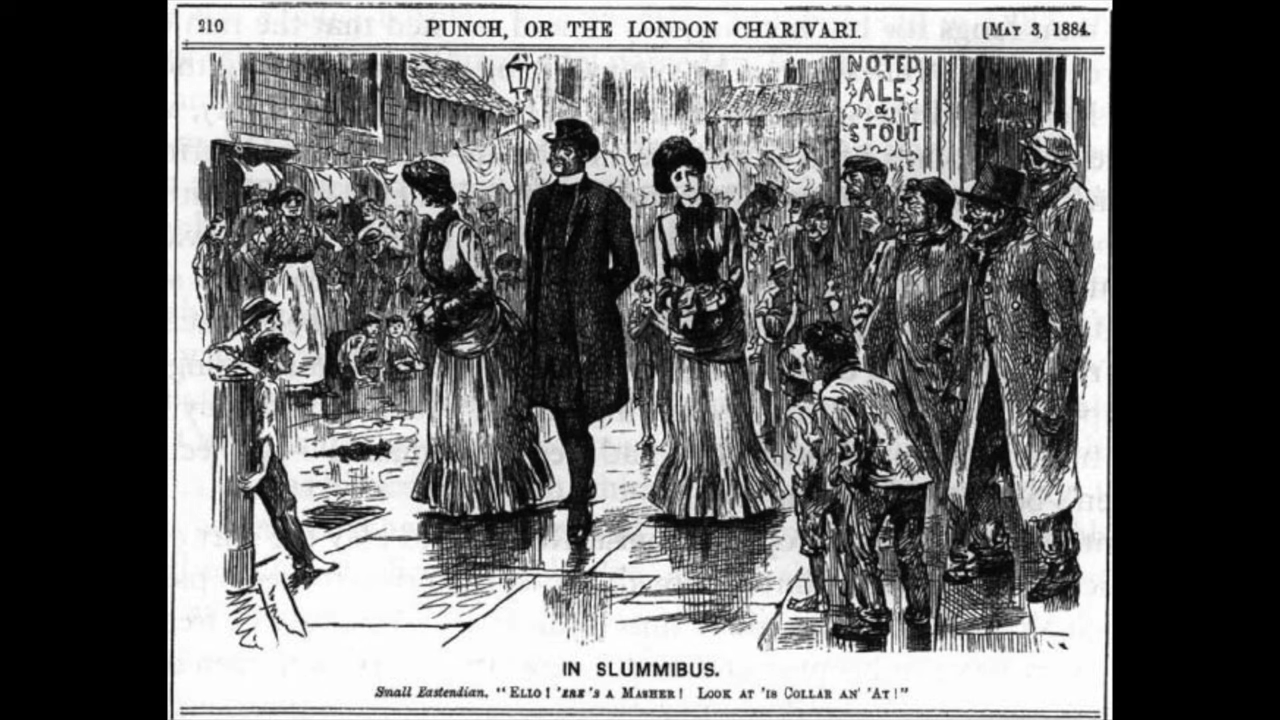 210
PUNCH, OR THE LONDON CHARIVARI.
[MAY 3, 1884.
NOTED
ALE
&
STOUT
IN SLUMMIBUS.
Small Eastendian. "ELLO! 'ERE'S A MASHER! LOOK AT 'IS COLLAR AN' 'AT!"